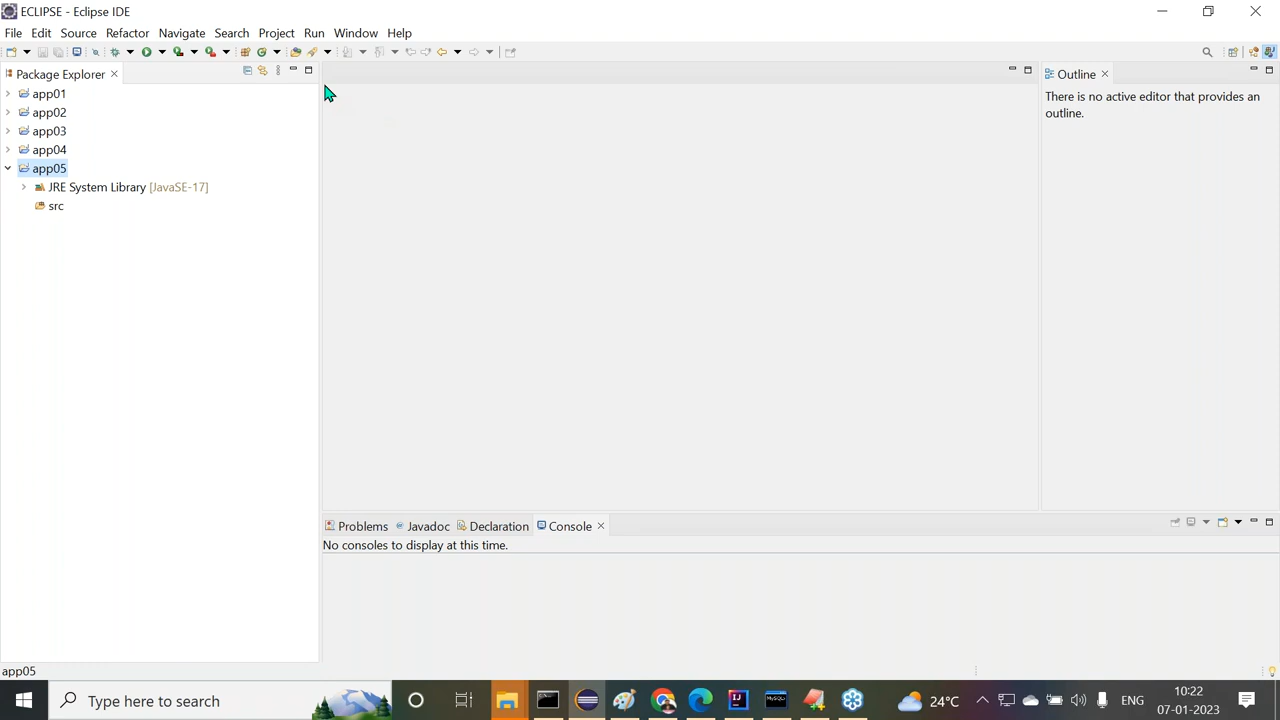 ECLIPSE - Eclipse IDE
File Edit Source Refactor Navigate Search Project Run Window Help
Package Explorer
app01
app02
app03
app04
app05
JRE System Library [JavaSE-17]
src
Outline
There is no active editor that provides an
outline.
Problems Javadoc Declaration Console
No consoles to display at this time.
app05
Type here to search
MySQL
24°C
ENG
10:22
07-01-2023